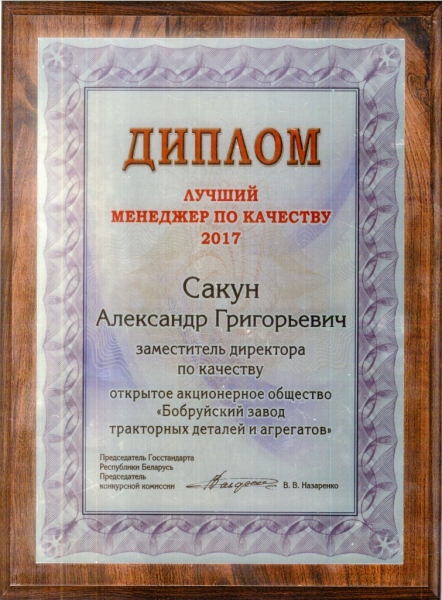 ДИПЛОМ
ЛУЧШИЙ
МЕНЕДЖЕР ПО КАЧЕСТВУ
2017
Сакун
Александр Григорьевич
заместитель директора
по качеству
открытое акционерное общество
«Бобруйский завод
тракторных деталей и агрегатов»
Председатель Госстандарта
Республики Беларусь
Председатель
конкурсной комиссии
В. В. Назаренко